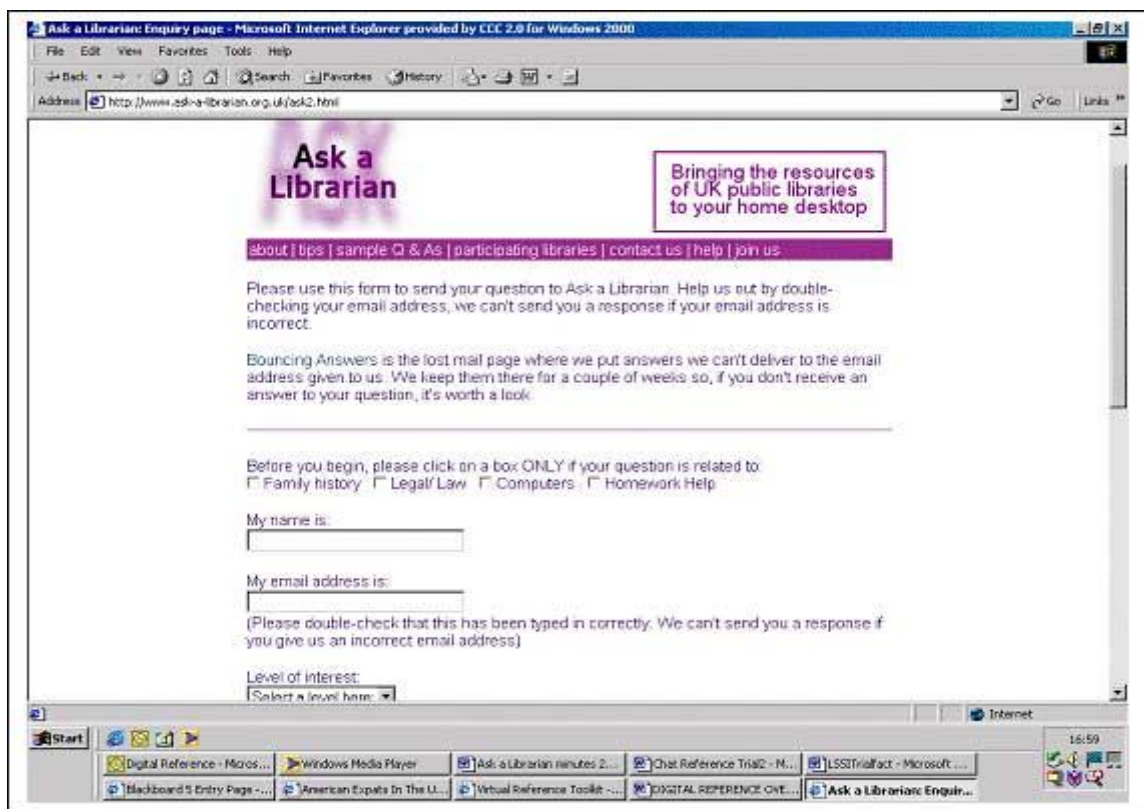 Ask a Librarian: Enquiry page - Microsoft Internet Explorer provided by CCC 2.0 for Windows 2000
File Edit View Favorites Tools Help
Back Search Favorites History
Address http://www.ask-a-librarian.org.uk/ask2.html Go Links »
ASK
Ask a
Librarian
Bringing the resources
of UK public libraries
to your home desktop
about | tips | sample Q & As | participating libraries | contact us | help | join us
Please use this form to send your question to Ask a Librarian. Help us out by double-
checking your email address, we can't send you a response if your email address is
incorrect.
Bouncing Answers is the lost mail page where we put answers we can't deliver to the email
address given to us. We keep them there for a couple of weeks so, if you don't receive an
answer to your question, it's worth a look.
Before you begin, please click on a box ONLY if your question is related to:
Family history Legal/ Law Computers Homework Help
My name is:
My email address is:
(Please double-check that this has been typed in correctly. We can't send you a response if
you give us an incorrect email address)
Level of interest:
Select a level here:
Internet
Start 16:59
Digital Reference - Micros... Windows Media Player Ask a Librarian minutes 2... Chat Reference Trial2 - M... LSSITrialfact - Microsoft ...
Blackboard 5 Entry Page -... American Expats In The U... Virtual Reference Toolkit -... DIGITAL REFERENCE OVE... Ask a Librarian: Enquir...